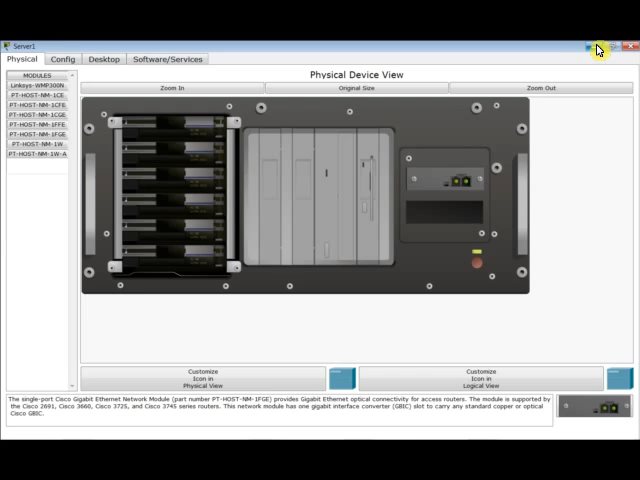 Server1
Physical Config Desktop Software/Services
MODULES
Linksys-WMP300N
PT-HOST-NM-1CE
PT-HOST-NM-1CFE
PT-HOST-NM-1CGE
PT-HOST-NM-1FFE
PT-HOST-NM-1FGE
PT-HOST-NM-1W
PT-HOST-NM-1W-A
Physical Device View
Zoom In Original Size Zoom Out
Customize
Icon in
Physical View
Customize
Icon in
Logical View
The single-port Cisco Gigabit Ethernet Network Module (part number PT-HOST-NM-1FGE) provides Gigabit Ethernet optical connectivity for access routers. The module is supported by
the Cisco 2691, Cisco 3660, Cisco 3725, and Cisco 3745 series routers. This network module has one gigabit interface converter (GBIC) slot to carry any standard copper or optical
Cisco GBIC.